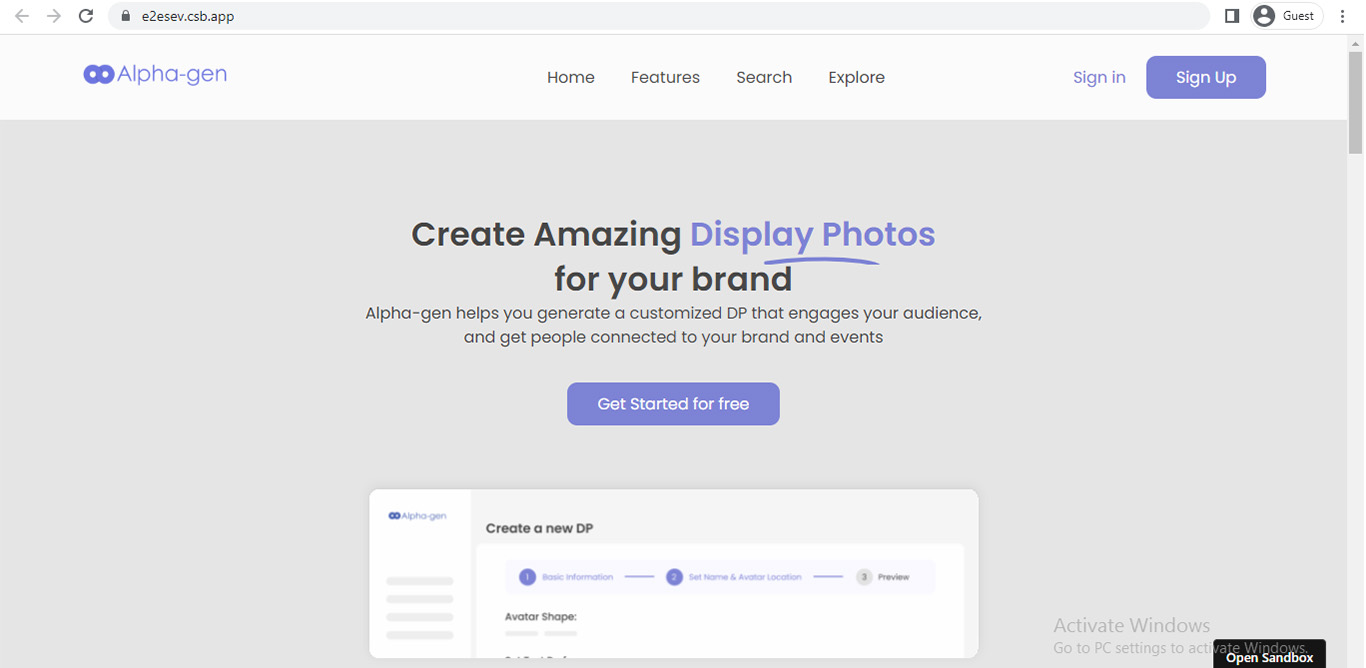 e2esev.csb.app
Guest
Alpha-gen
Home Features Search Explore
Sign in Sign Up
Create Amazing Display Photos
for your brand
Alpha-gen helps you generate a customized DP that engages your audience,
and get people connected to your brand and events
Get Started for free
Alpha-gen
Create a new DP
1 Basic Information 2 Set Name & Avatar Location 3 Preview
Avatar Shape:
Activate Windows
Go to PC settings to activate Windows.
Open Sandbox